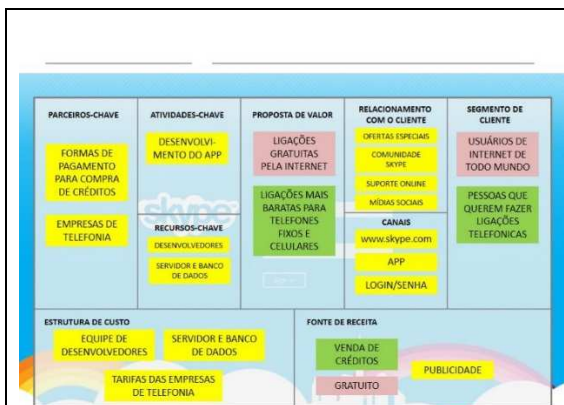 PARCEIROS-CHAVE
FORMAS DE
PAGAMENTO
PARA COMPRA
DE CRÉDITOS
EMPRESAS DE
TELEFONIA
ATIVIDADES-CHAVE
DESENVOLVI-
MENTO DO APP
RECURSOS-CHAVE
DESENVOLVEDORES
SERVIDOR E BANCO
DE DADOS
PROPOSTA DE VALOR
LIGAÇÕES
GRATUITAS
PELA INTERNET
LIGAÇÕES MAIS
BARATAS PARA
TELEFONES
FIXOS E
CELULARES
RELACIONAMENTO
COM O CLIENTE
OFERTAS ESPECIAIS
COMUNIDADE
SKYPE
SUPORTE ONLINE
MÍDIAS SOCIAIS
CANAIS
www.skype.com
APP
LOGIN/SENHA
SEGMENTO DE
CLIENTE
USUÁRIOS DE
INTERNET DE
TODO MUNDO
PESSOAS QUE
QUEREM FAZER
LIGAÇÕES
TELEFONICAS
skype
ESTRUTURA DE CUSTO
EQUIPE DE
DESENVOLVEDORES
SERVIDOR E BANCO
DE DADOS
TARIFAS DAS EMPRESAS
DE TELEFONIA
FONTE DE RECEITA
VENDA DE
CRÉDITOS
GRATUITO
PUBLICIDADE